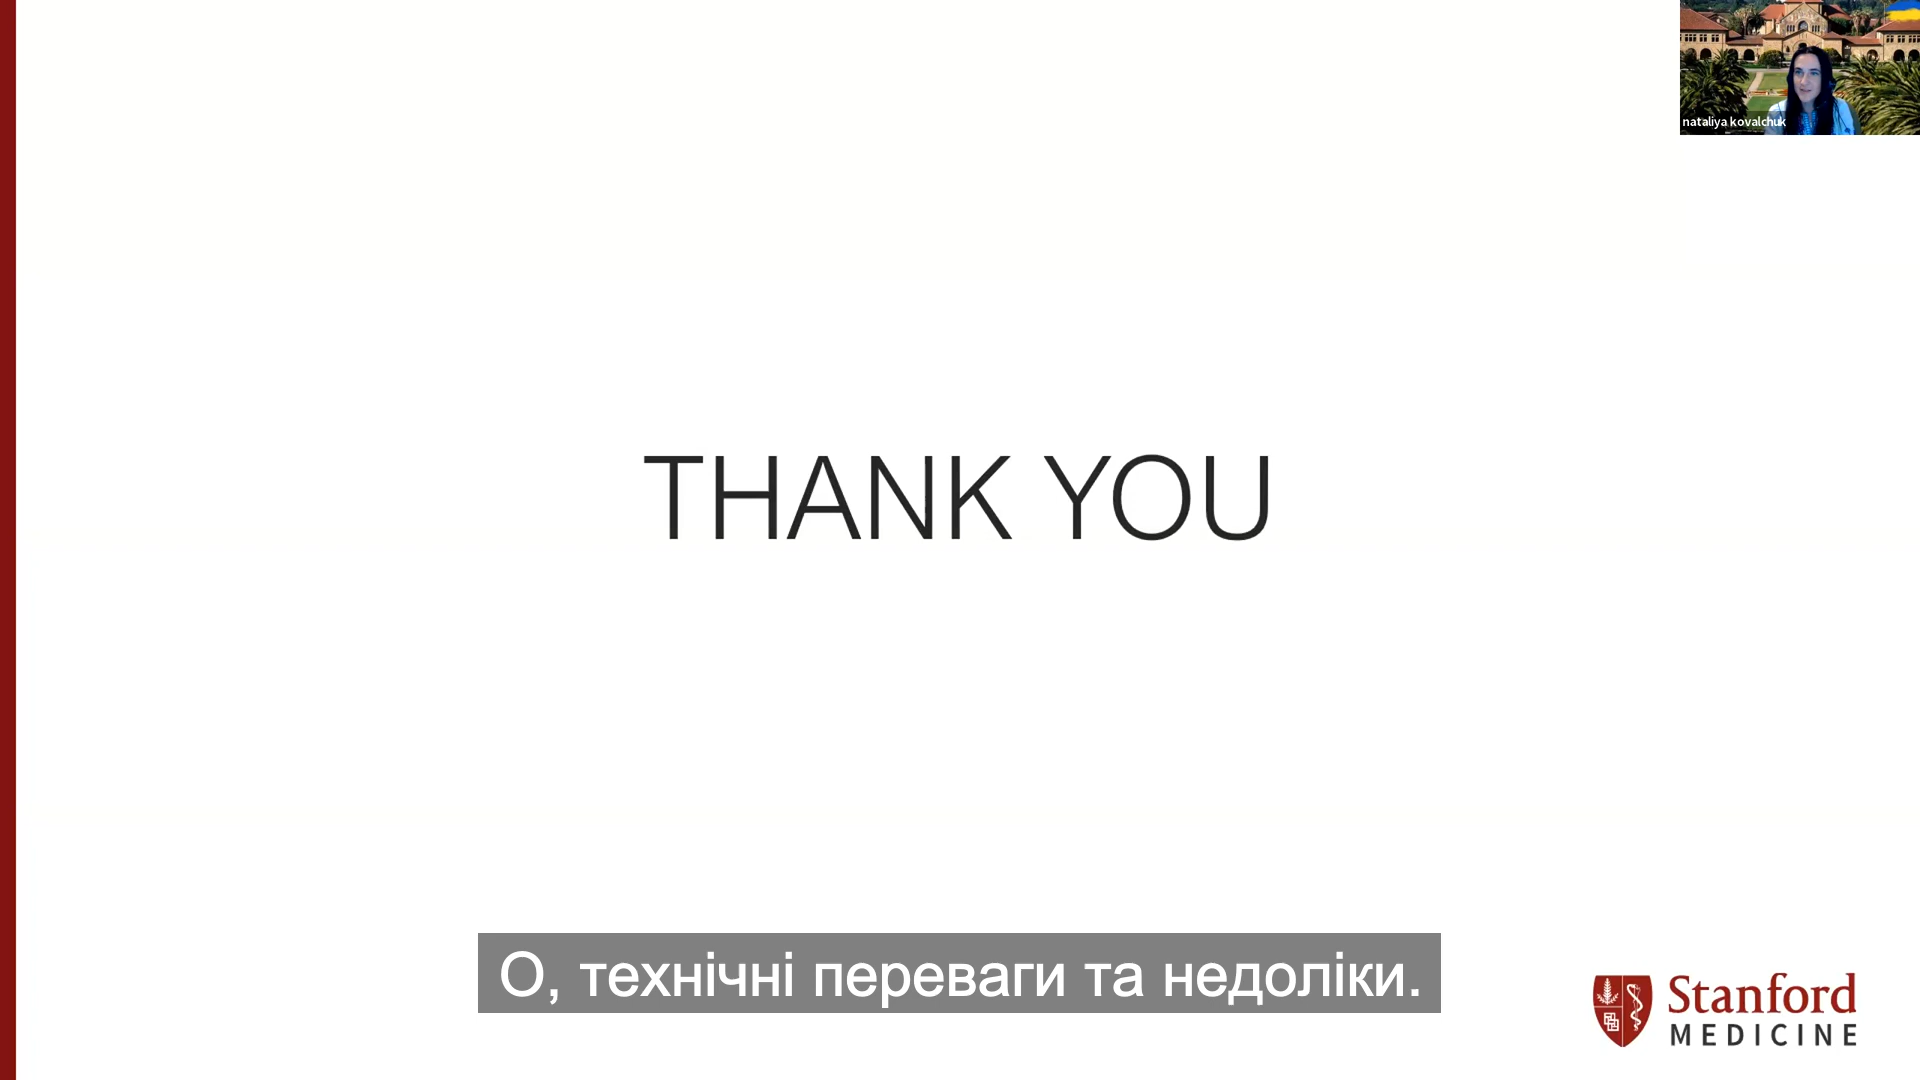 nataliya kovalchuk
THANK YOU
О, технічні переваги та недоліки.
Stanford
MEDICINE